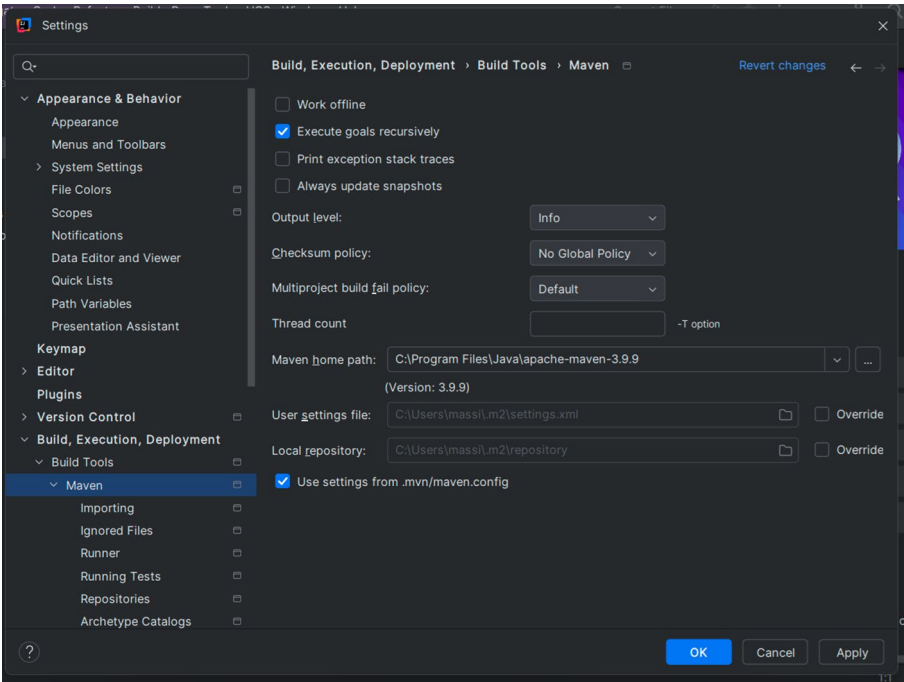 Settings
Build, Execution, Deployment › Build Tools › Maven
Revert changes
Appearance & Behavior
Appearance
Menus and Toolbars
System Settings
File Colors
Scopes
Notifications
Data Editor and Viewer
Quick Lists
Path Variables
Presentation Assistant
Keymap
Editor
Plugins
Version Control
Build, Execution, Deployment
Build Tools
Maven
Importing
Ignored Files
Runner
Running Tests
Repositories
Archetype Catalogs
Work offline
Execute goals recursively
Print exception stack traces
Always update snapshots
Output level: Info
Checksum policy: No Global Policy
Multiproject build fail policy: Default
Thread count -T option
Maven home path: C:\Program Files\Java\apache-maven-3.9.9 ...
(Version: 3.9.9)
User settings file: C:\Users\massi\.m2\settings.xml Override
Local repository: C:\Users\massi\.m2\repository Override
Use settings from .mvn/maven.config
? OK Cancel Apply
1:1